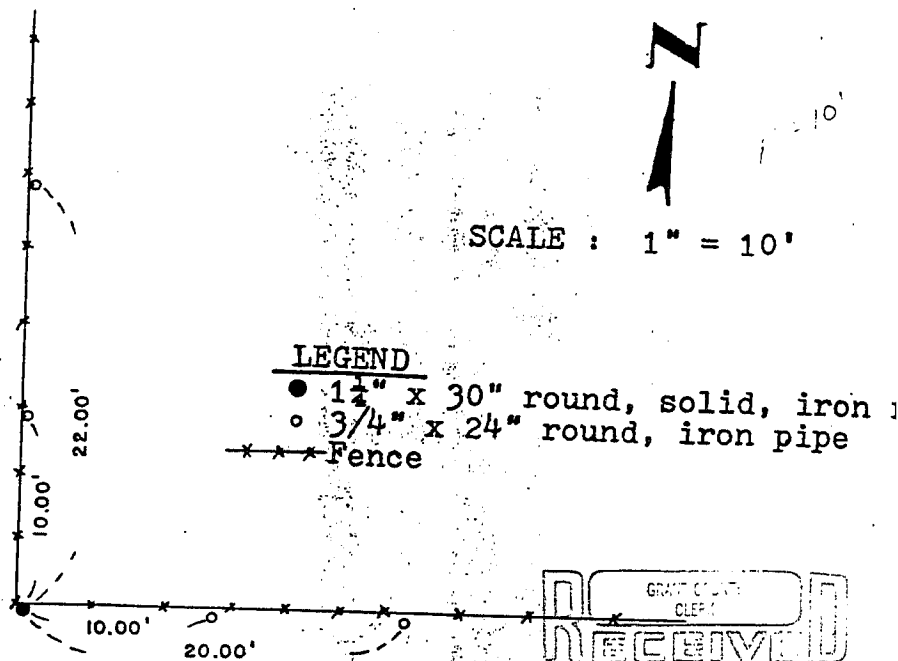 N
10'
SCALE : 1" = 10'
LEGEND
1¼" x 30" round, solid, iron
3/4" x 24" round, iron pipe
Fence
22.00'
10.00'
10.00'
20.00'
GRANT COUNTY
CLERK
RECEIVED